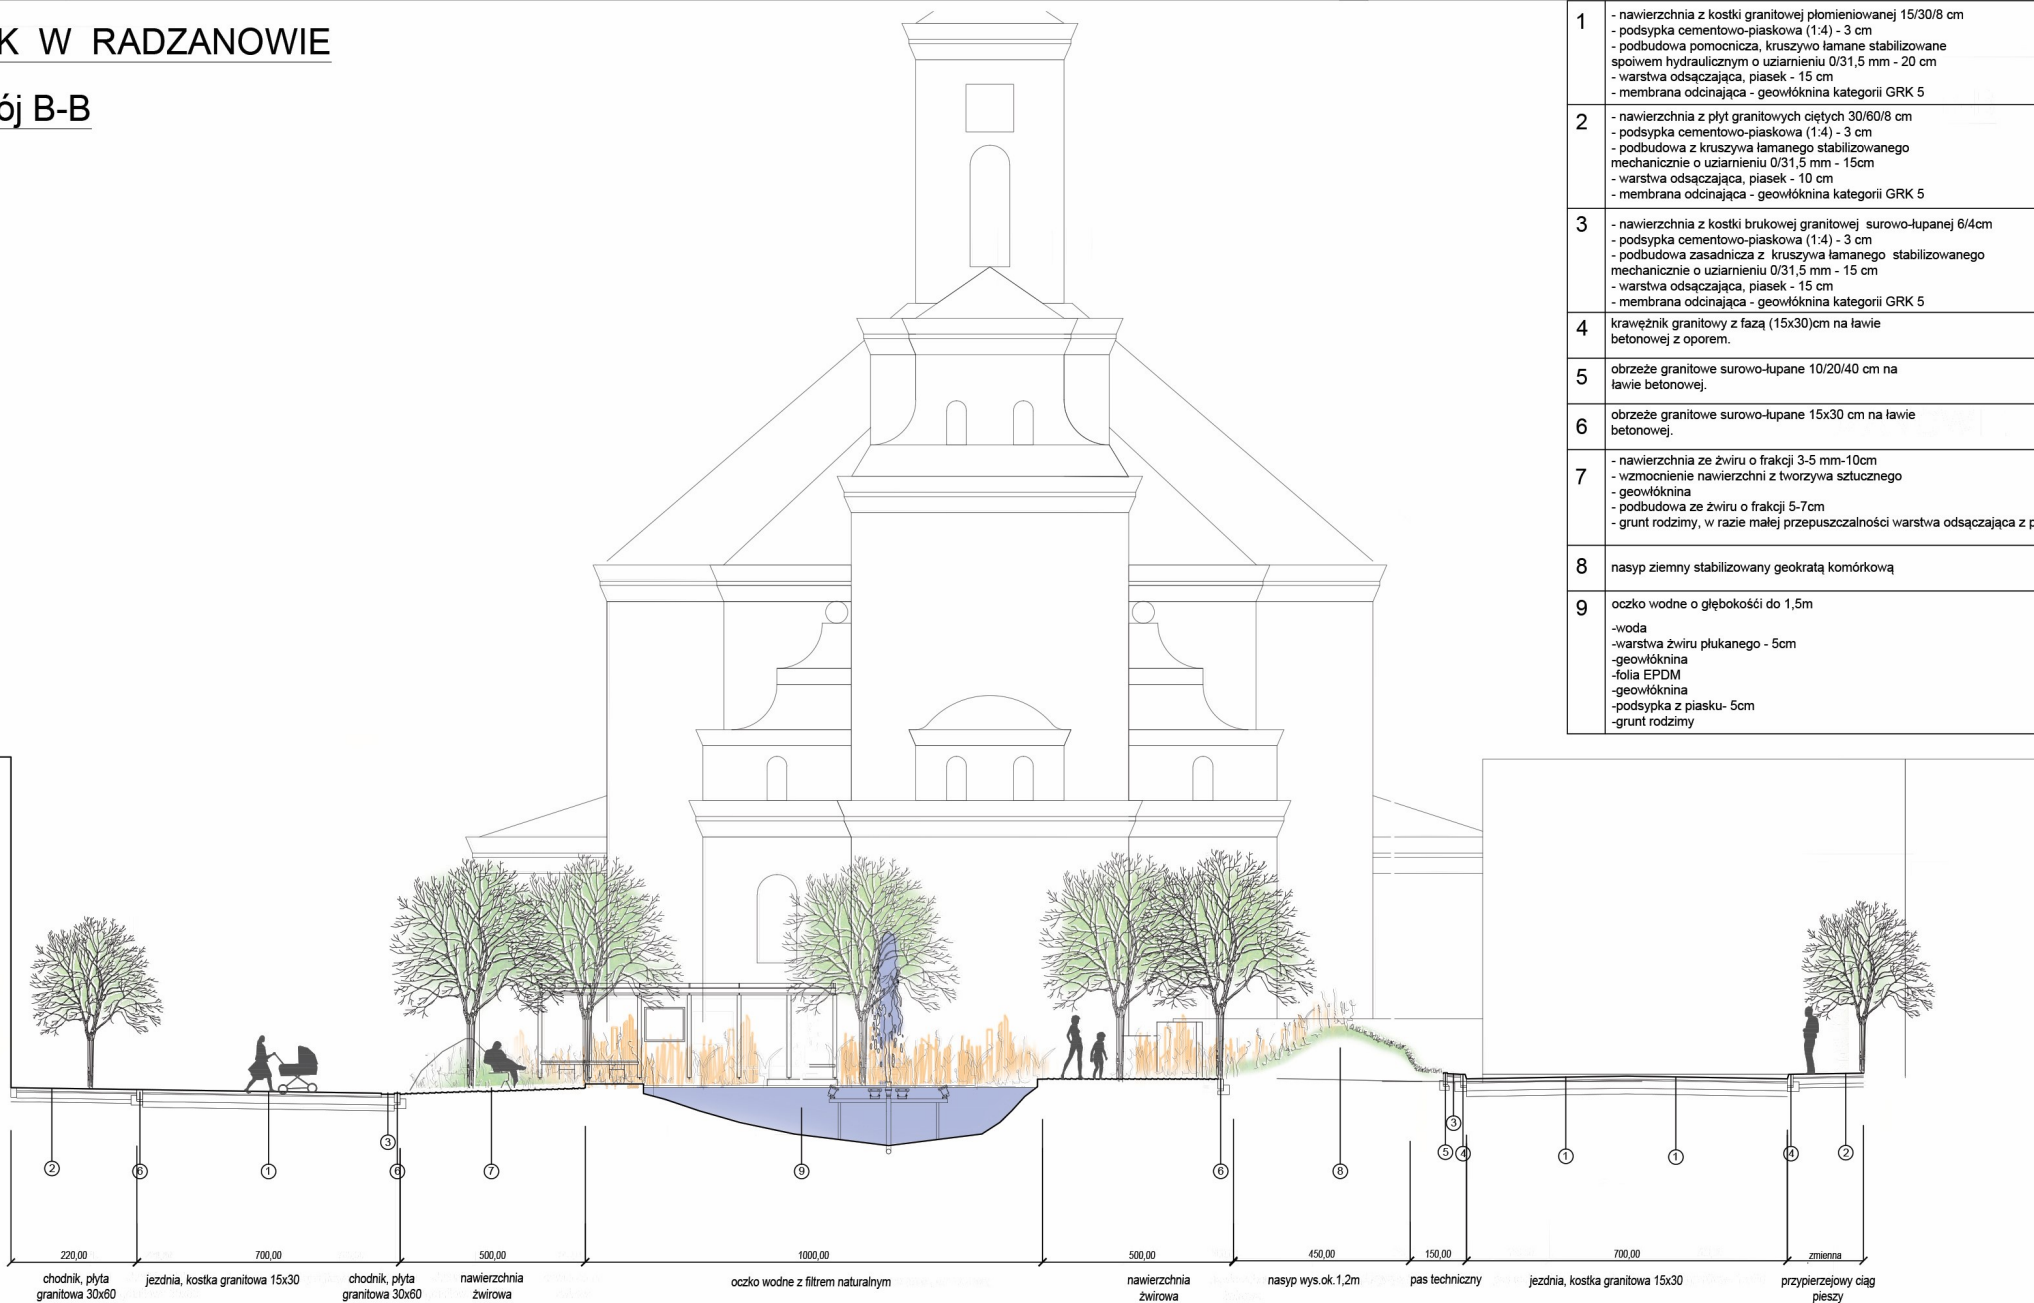 K W RADZANOWIE
ój B-B
1
- nawierzchnia z kostki granitowej płomieniowanej 15/30/8 cm
- podsypka cementowo-piaskowa (1:4) - 3 cm
- podbudowa pomocnicza, kruszywo łamane stabilizowane
spoiwem hydraulicznym o uziarnieniu 0/31,5 mm - 20 cm
- warstwa odsączająca, piasek - 15 cm
- membrana odcinająca - geowłóknina kategorii GRK 5
2
- nawierzchnia z płyt granitowych ciętych 30/60/8 cm
- podsypka cementowo-piaskowa (1:4) - 3 cm
- podbudowa z kruszywa łamanego stabilizowanego
mechanicznie o uziarnieniu 0/31,5 mm - 15cm
- warstwa odsączająca, piasek - 10 cm
- membrana odcinająca - geowłóknina kategorii GRK 5
3
- nawierzchnia z kostki brukowej granitowej surowo-łupanej 6/4cm
- podsypka cementowo-piaskowa (1:4) - 3 cm
- podbudowa zasadnicza z kruszywa łamanego stabilizowanego
mechanicznie o uziarnieniu 0/31,5 mm - 15 cm
- warstwa odsączająca, piasek - 15 cm
- membrana odcinająca - geowłóknina kategorii GRK 5
4
krawężnik granitowy z fazą (15x30)cm na ławie
betonowej z oporem.
5
obrzeże granitowe surowo-łupane 10/20/40 cm na
ławie betonowej.
6
obrzeże granitowe surowo-łupane 15x30 cm na ławie
betonowej.
7
- nawierzchnia ze żwiru o frakcji 3-5 mm-10cm
- wzmocnienie nawierzchni z tworzywa sztucznego
- geowłóknina
- podbudowa ze żwiru o frakcji 5-7cm
- grunt rodzimy, w razie małej przepuszczalności warstwa odsączająca z p
8
nasyp ziemny stabilizowany geokratą komórkową
9
oczko wodne o głębokośći do 1,5m
-woda
-warstwa żwiru płukanego - 5cm
-geowłóknina
-folia EPDM
-geowłóknina
-podsypka z piasku- 5cm
-grunt rodzimy
2 6 1 3 6 7 9 6 8 5 3 4 1 1 4 2
220,00 700,00 500,00 1000,00 500,00 450,00 150,00 700,00 zmienna
chodnik, płyta
granitowa 30x60
jezdnia, kostka granitowa 15x30
chodnik, płyta
granitowa 30x60
nawierzchnia
żwirowa
oczko wodne z filtrem naturalnym
nawierzchnia
żwirowa
nasyp wys.ok.1,2m
pas techniczny
jezdnia, kostka granitowa 15x30
przypierzejowy ciąg
pieszy